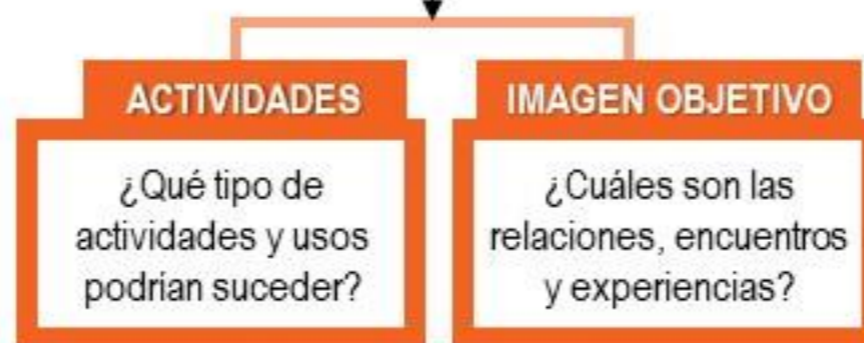 ACTIVIDADES
¿Qué tipo de
actividades y usos
podrían suceder?
IMAGEN OBJETIVO
¿Cuáles son las
relaciones, encuentros
y experiencias?